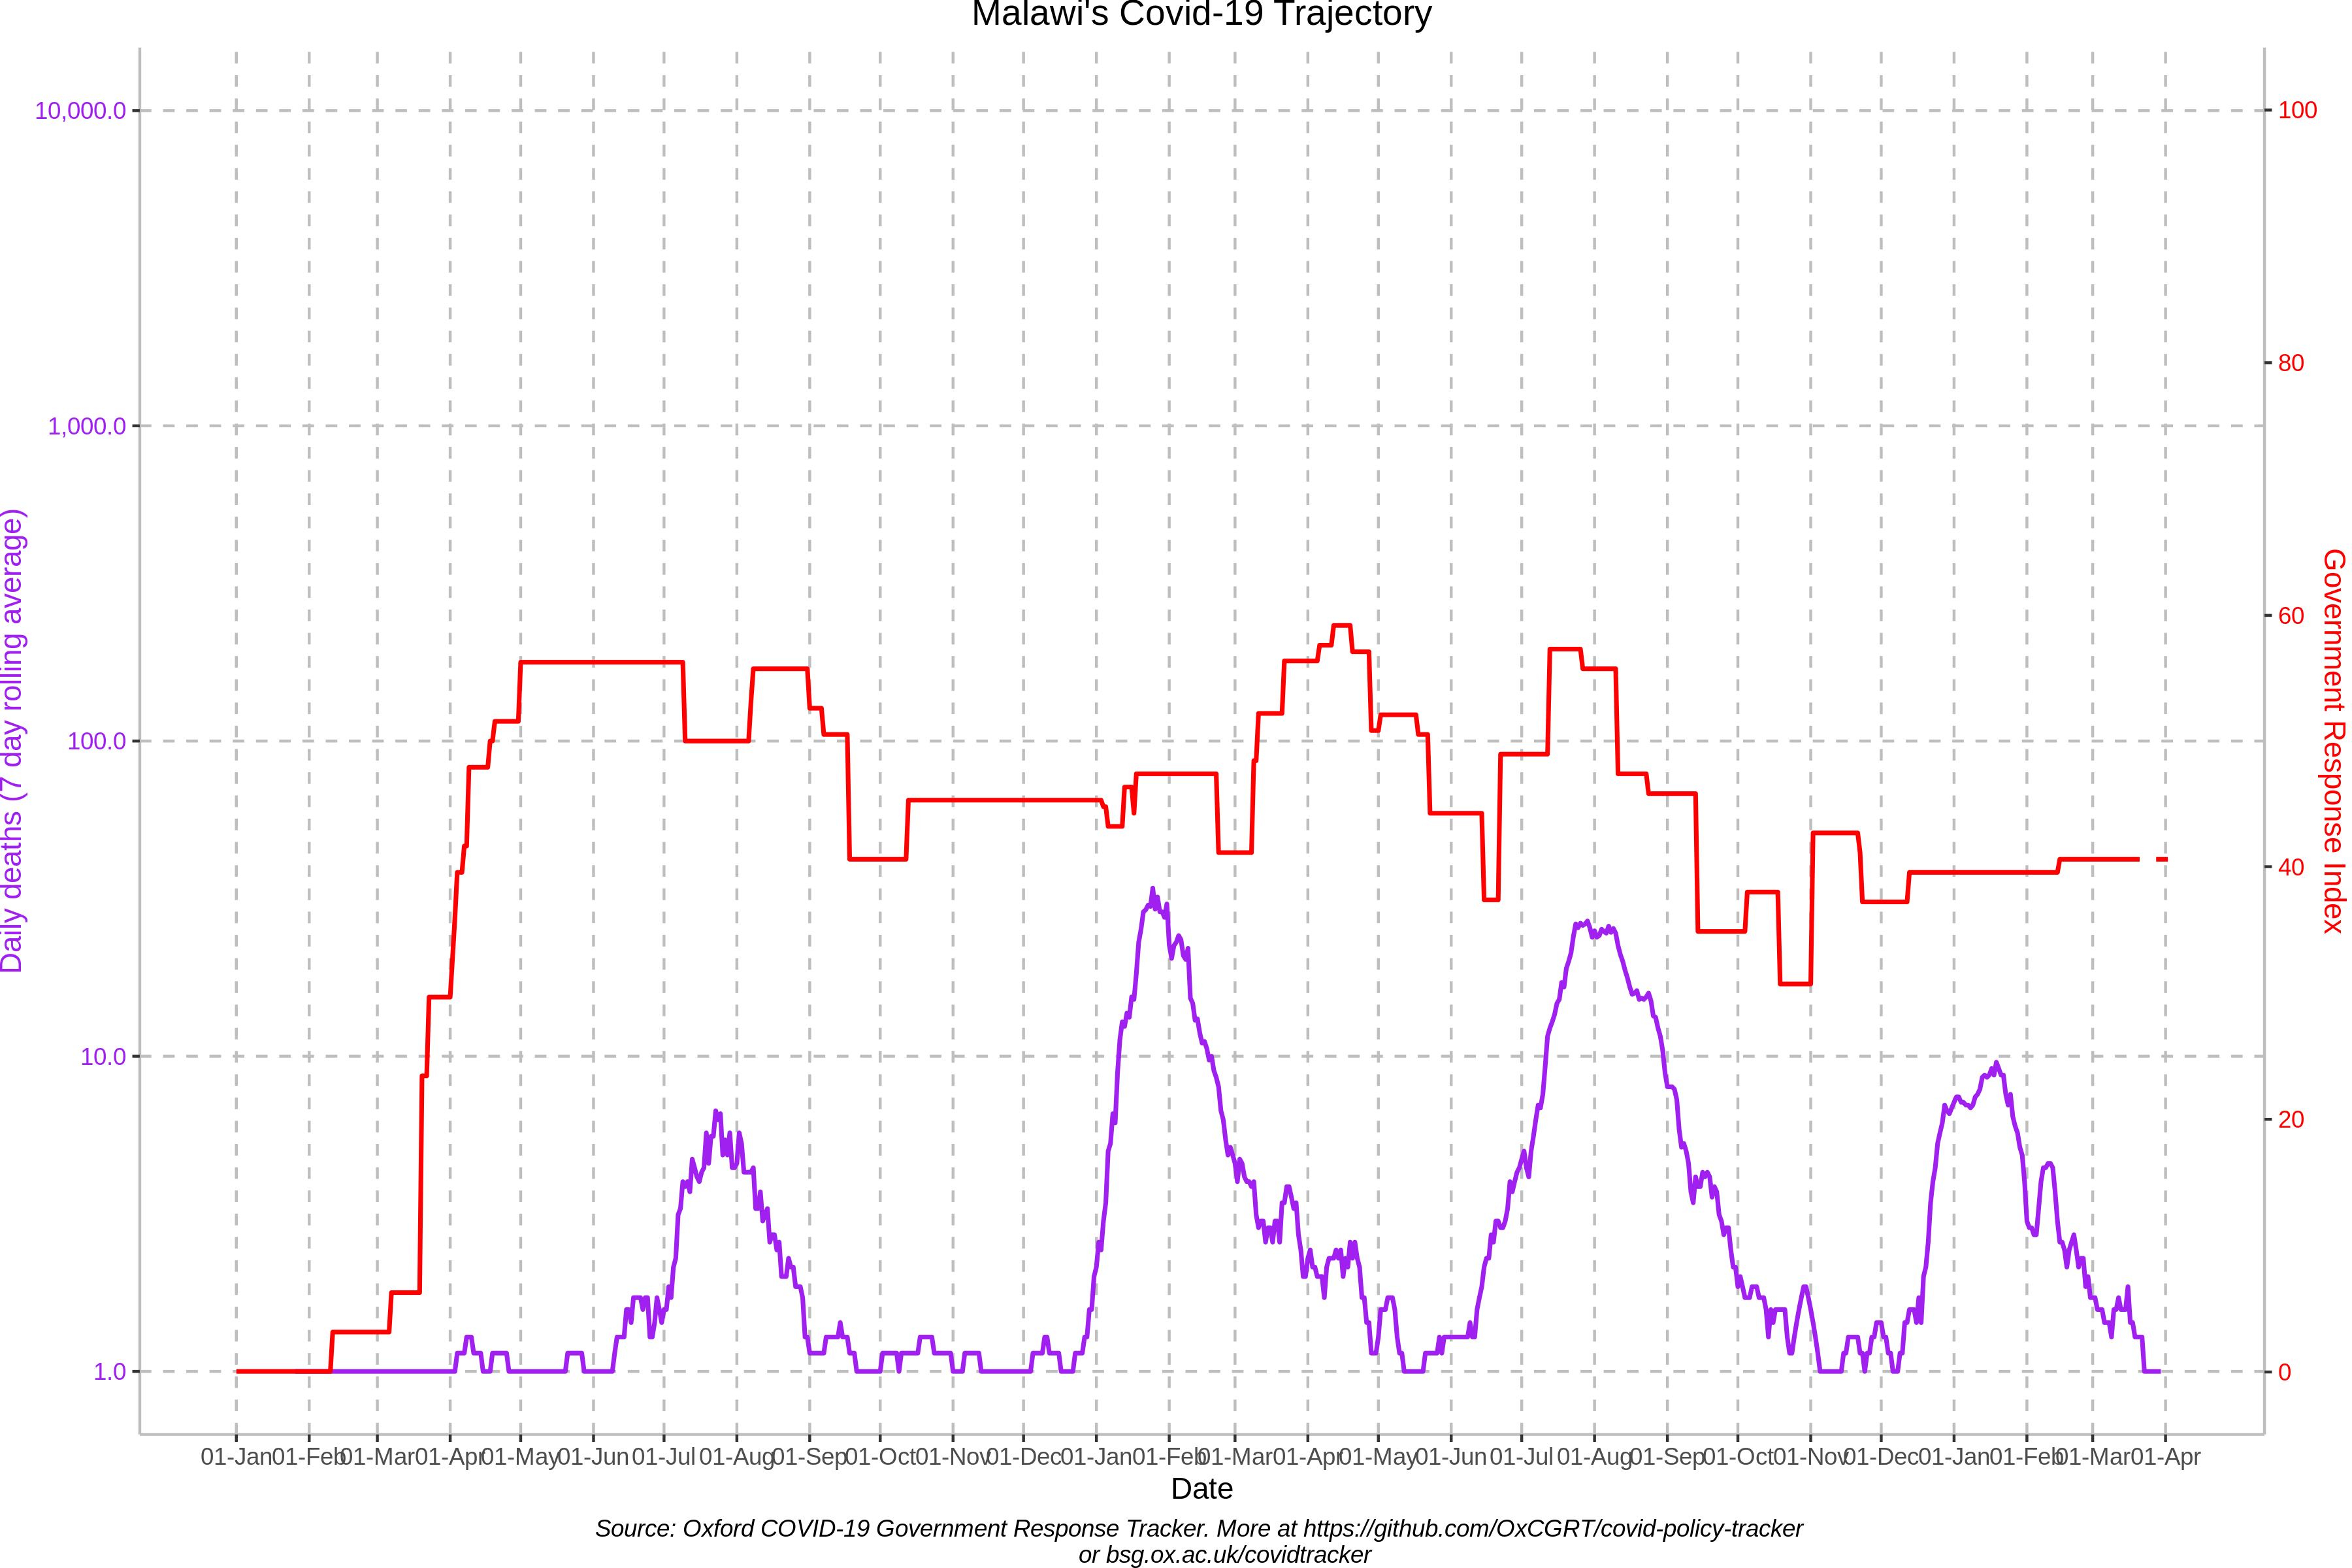 Malawi's Covid-19 Trajectory
10,000.0
1,000.0
100.0
10.0
1.0
Daily deaths (7 day rolling average)
100
80
60
40
20
0
Government Response Index
01-Jan 01-Feb 01-Mar 01-Apr 01-May 01-Jun 01-Jul 01-Aug 01-Sep 01-Oct 01-Nov 01-Dec 01-Jan 01-Feb 01-Mar 01-Apr 01-May 01-Jun 01-Jul 01-Aug 01-Sep 01-Oct 01-Nov 01-Dec 01-Jan 01-Feb 01-Mar 01-Apr
Date
Source: Oxford COVID-19 Government Response Tracker. More at https://github.com/OxCGRT/covid-policy-tracker
or bsg.ox.ac.uk/covidtracker